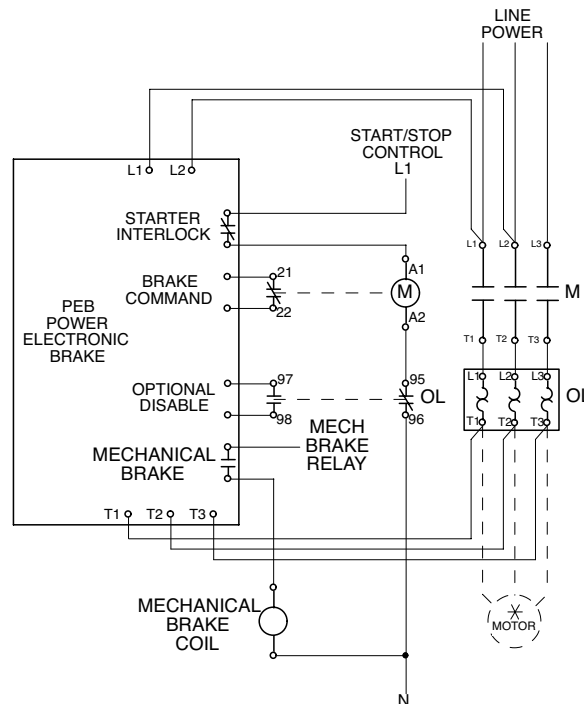 LINE
POWER
START/STOP
CONTROL
L1
L1
L2
STARTER
INTERLOCK
BRAKE
COMMAND
21
22
A1
M
A2
L1
L2
L3
M
T1
T2
T3
PEB
POWER
ELECTRONIC
BRAKE
OPTIONAL
DISABLE
97
98
95
96
OL
L1
L2
L3
OL
T1
T2
T3
MECHANICAL
BRAKE
MECH
BRAKE
RELAY
T1
T2
T3
MECHANICAL
BRAKE
COIL
MOTOR
N